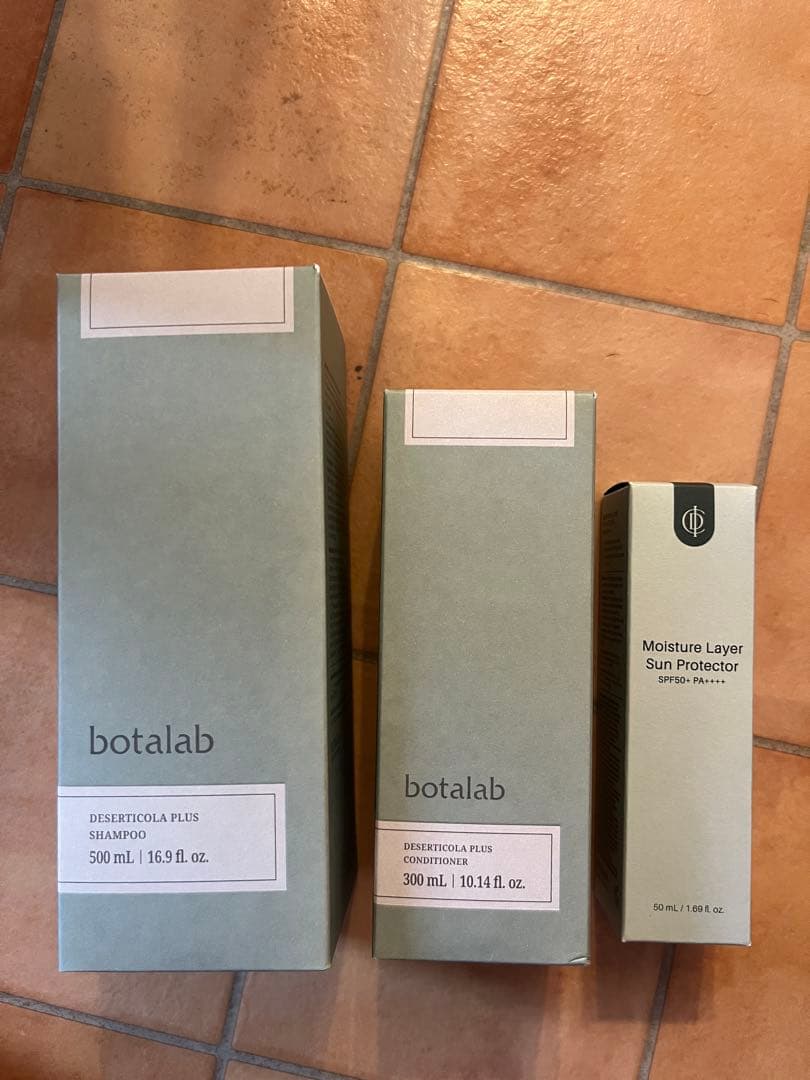 botalab
DESERTICOLA PLUS
SHAMPOO
500 mL | 16.9 fl. oz.
botalab
DESERTICOLA PLUS
CONDITIONER
300 mL | 10.14 fl. oz.
Moisture Layer
Sun Protector
SPF50+ PA++++
50 mL / 1.69 fl. oz.